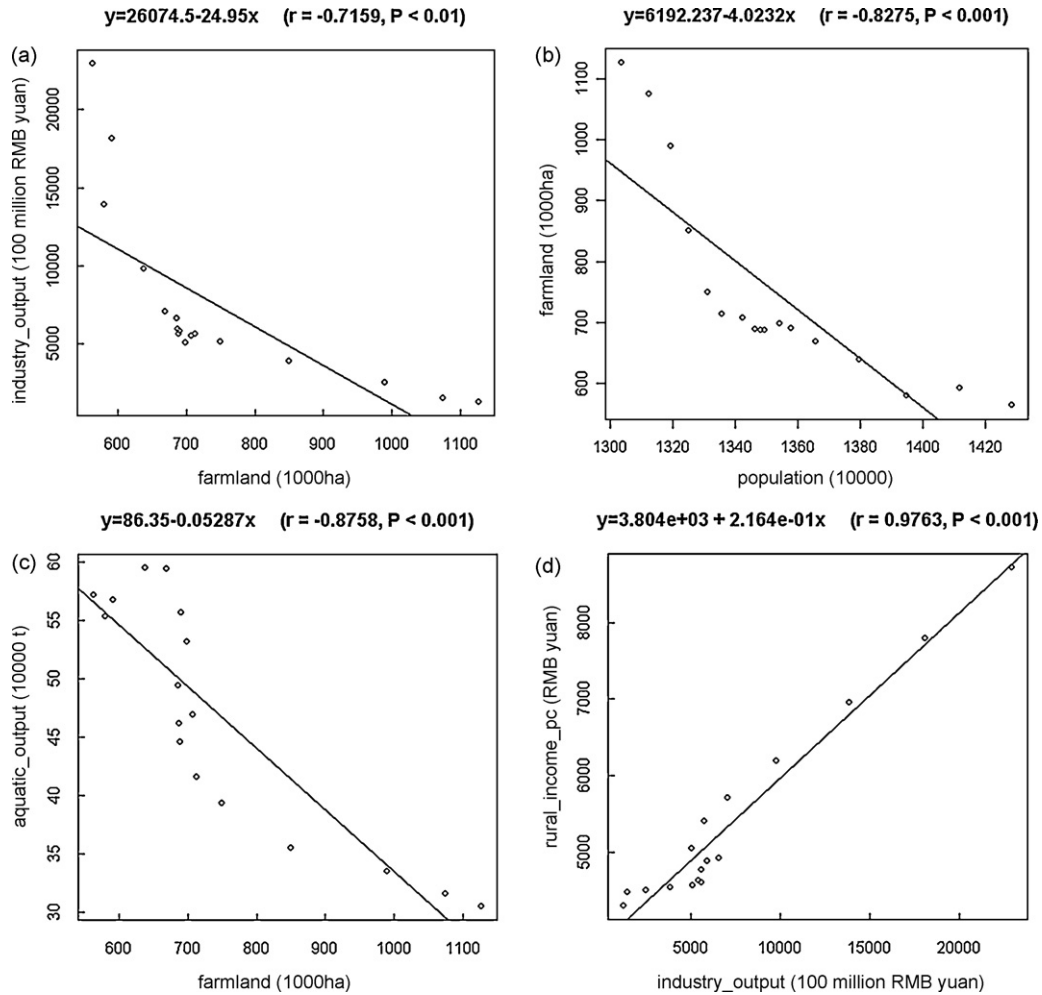 y=26074.5-24.95x (r = -0.7159, P < 0.01)
(a)
industry_output (100 million RMB yuan)
20000
15000
10000
5000
600 700 800 900 1000 1100
farmland (1000ha)
y=6192.237-4.0232x (r = -0.8275, P < 0.001)
(b)
farmland (1000ha)
1100
1000
900
800
700
600
1300 1320 1340 1360 1380 1400 1420
population (10000)
y=86.35-0.05287x (r = -0.8758, P < 0.001)
(c)
aquatic_output (10000 t)
60
55
50
45
40
35
30
600 700 800 900 1000 1100
farmland (1000ha)
y=3.804e+03 + 2.164e-01x (r = 0.9763, P < 0.001)
(d)
rural_income_pc (RMB yuan)
8000
7000
6000
5000
5000 10000 15000 20000
industry_output (100 million RMB yuan)